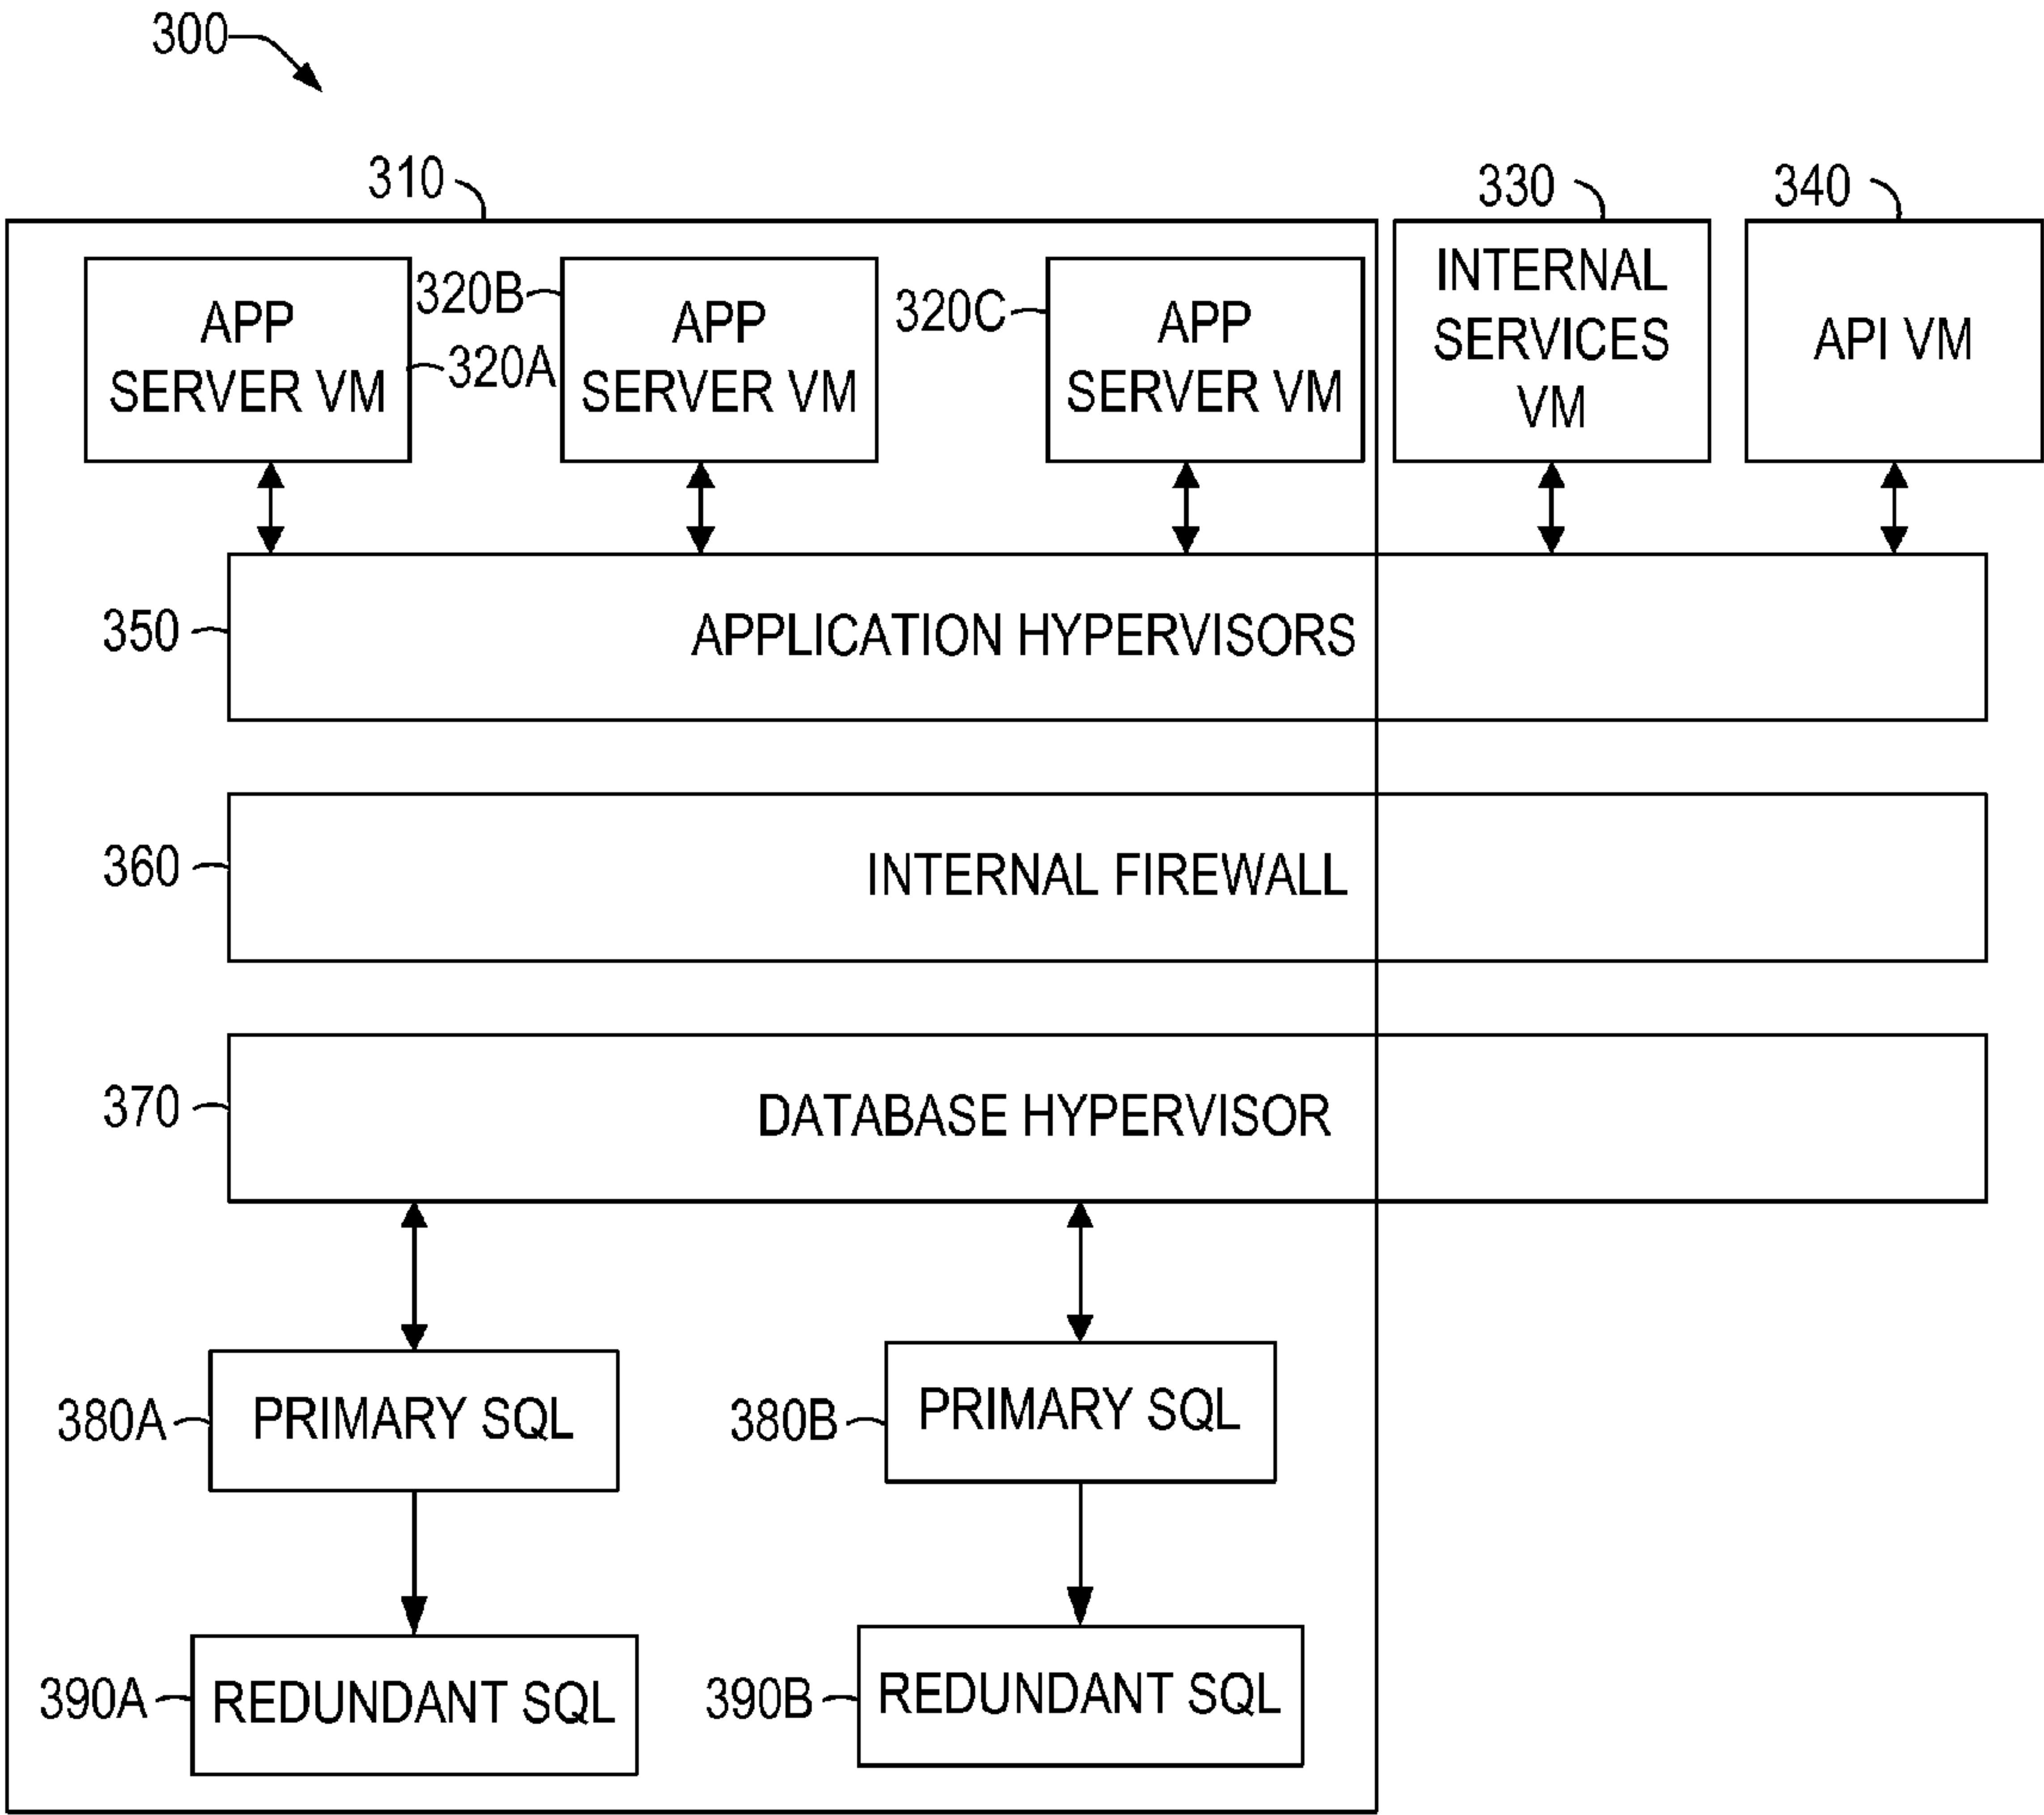 300
310
330
340
APP
SERVER VM
320A
320B
APP
SERVER VM
320C
APP
SERVER VM
INTERNAL
SERVICES
VM
API VM
350
APPLICATION HYPERVISORS
360
INTERNAL FIREWALL
370
DATABASE HYPERVISOR
380A
PRIMARY SQL
380B
PRIMARY SQL
390A
REDUNDANT SQL
390B
REDUNDANT SQL